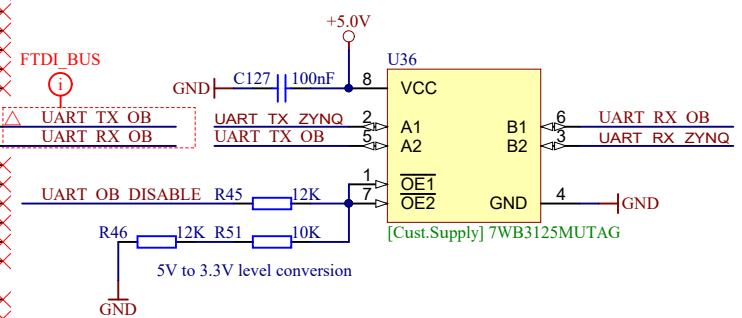 +5.0V
FTDI_BUS
i
U36
GND
C127
100nF
8
VCC
UART_TX_OB
UART_RX_OB
UART_TX_ZYNQ
UART_TX_OB
2
5
A1
A2
B1
B2
6
3
UART_RX_OB
UART_RX_ZYNQ
UART_OB_DISABLE
R45
12K
1
7
OE1
OE2
GND
4
GND
R46
12K
R51
10K
[Cust.Supply] 7WB3125MUTAG
5V to 3.3V level conversion
GND